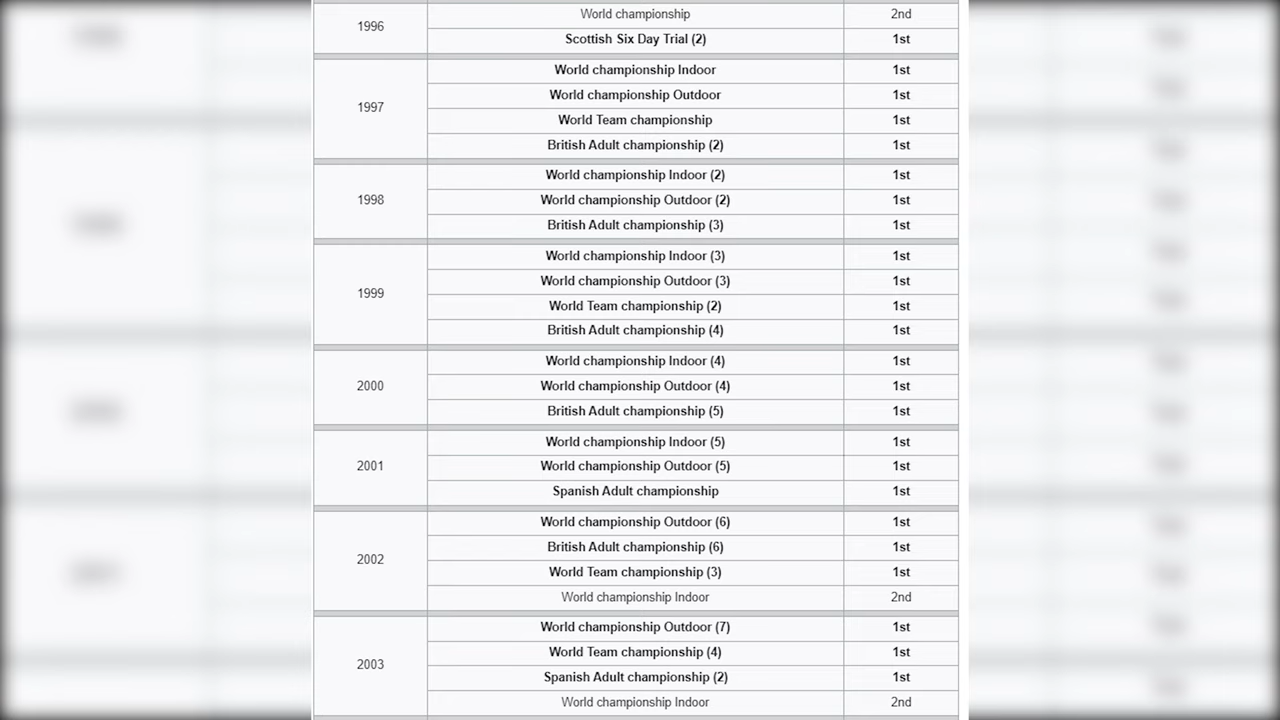 1996
World championship 2nd
Scottish Six Day Trial (2) 1st
1997
World championship Indoor 1st
World championship Outdoor 1st
World Team championship 1st
British Adult championship (2) 1st
1998
World championship Indoor (2) 1st
World championship Outdoor (2) 1st
British Adult championship (3) 1st
1999
World championship Indoor (3) 1st
World championship Outdoor (3) 1st
World Team championship (2) 1st
British Adult championship (4) 1st
2000
World championship Indoor (4) 1st
World championship Outdoor (4) 1st
British Adult championship (5) 1st
2001
World championship Indoor (5) 1st
World championship Outdoor (5) 1st
Spanish Adult championship 1st
2002
World championship Outdoor (6) 1st
British Adult championship (6) 1st
World Team championship (3) 1st
World championship Indoor 2nd
2003
World championship Outdoor (7) 1st
World Team championship (4) 1st
Spanish Adult championship (2) 1st
World championship Indoor 2nd